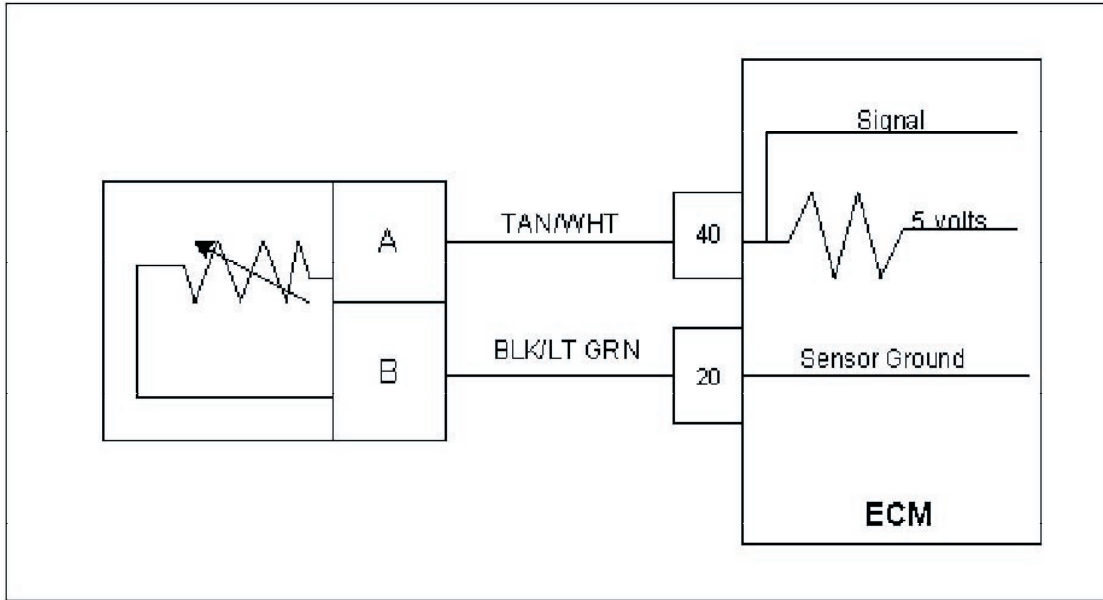 Signal
A
TAN/WHT
40
5 volts
B
BLK/LT GRN
20
Sensor Ground
ECM